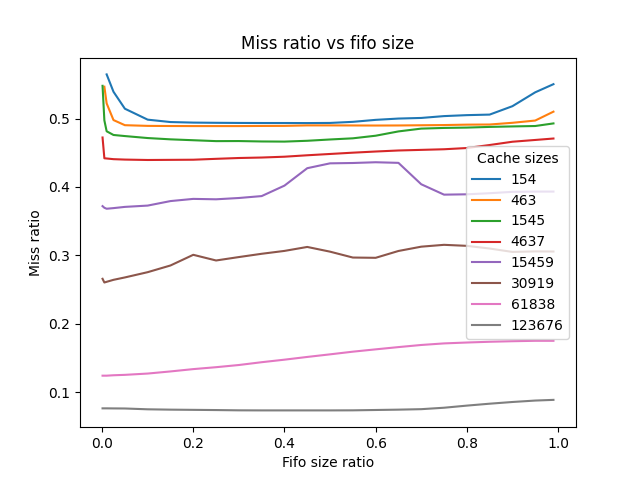 Miss ratio vs fifo size
Miss ratio
0.5
0.4
0.3
0.2
0.1
Cache sizes
154
463
1545
4637
15459
30919
61838
123676
0.0 0.2 0.4 0.6 0.8 1.0
Fifo size ratio